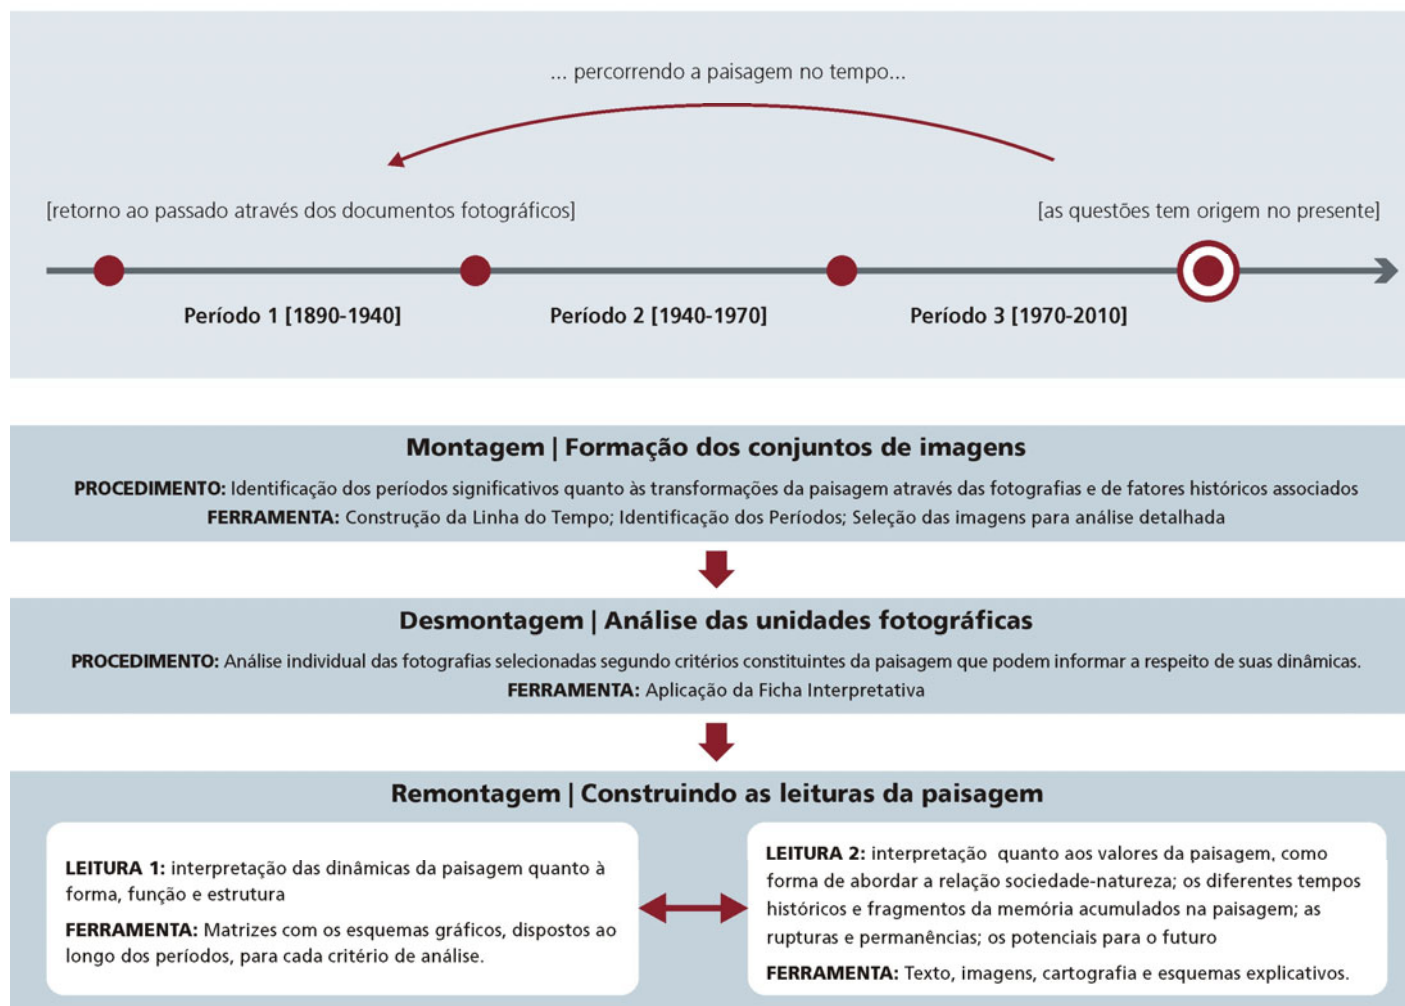 ... percorrendo a paisagem no tempo...
[retorno ao passado através dos documentos fotográficos]
[as questões tem origem no presente]
Período 1 [1890-1940]
Período 2 [1940-1970]
Período 3 [1970-2010]
Montagem | Formação dos conjuntos de imagens
PROCEDIMENTO: Identificação dos períodos significativos quanto às transformações da paisagem através das fotografias e de fatores históricos associados
FERRAMENTA: Construção da Linha do Tempo; Identificação dos Períodos; Seleção das imagens para análise detalhada
Desmontagem | Análise das unidades fotográficas
PROCEDIMENTO: Análise individual das fotografias selecionadas segundo critérios constituintes da paisagem que podem informar a respeito de suas dinâmicas.
FERRAMENTA: Aplicação da Ficha Interpretativa
Remontagem | Construindo as leituras da paisagem
LEITURA 1: interpretação das dinâmicas da paisagem quanto à
forma, função e estrutura
FERRAMENTA: Matrizes com os esquemas gráficos, dispostos ao
longo dos períodos, para cada critério de análise.
LEITURA 2: interpretação quanto aos valores da paisagem, como
forma de abordar a relação sociedade-natureza; os diferentes tempos
históricos e fragmentos da memória acumulados na paisagem; as
rupturas e permanências; os potenciais para o futuro
FERRAMENTA: Texto, imagens, cartografia e esquemas explicativos.